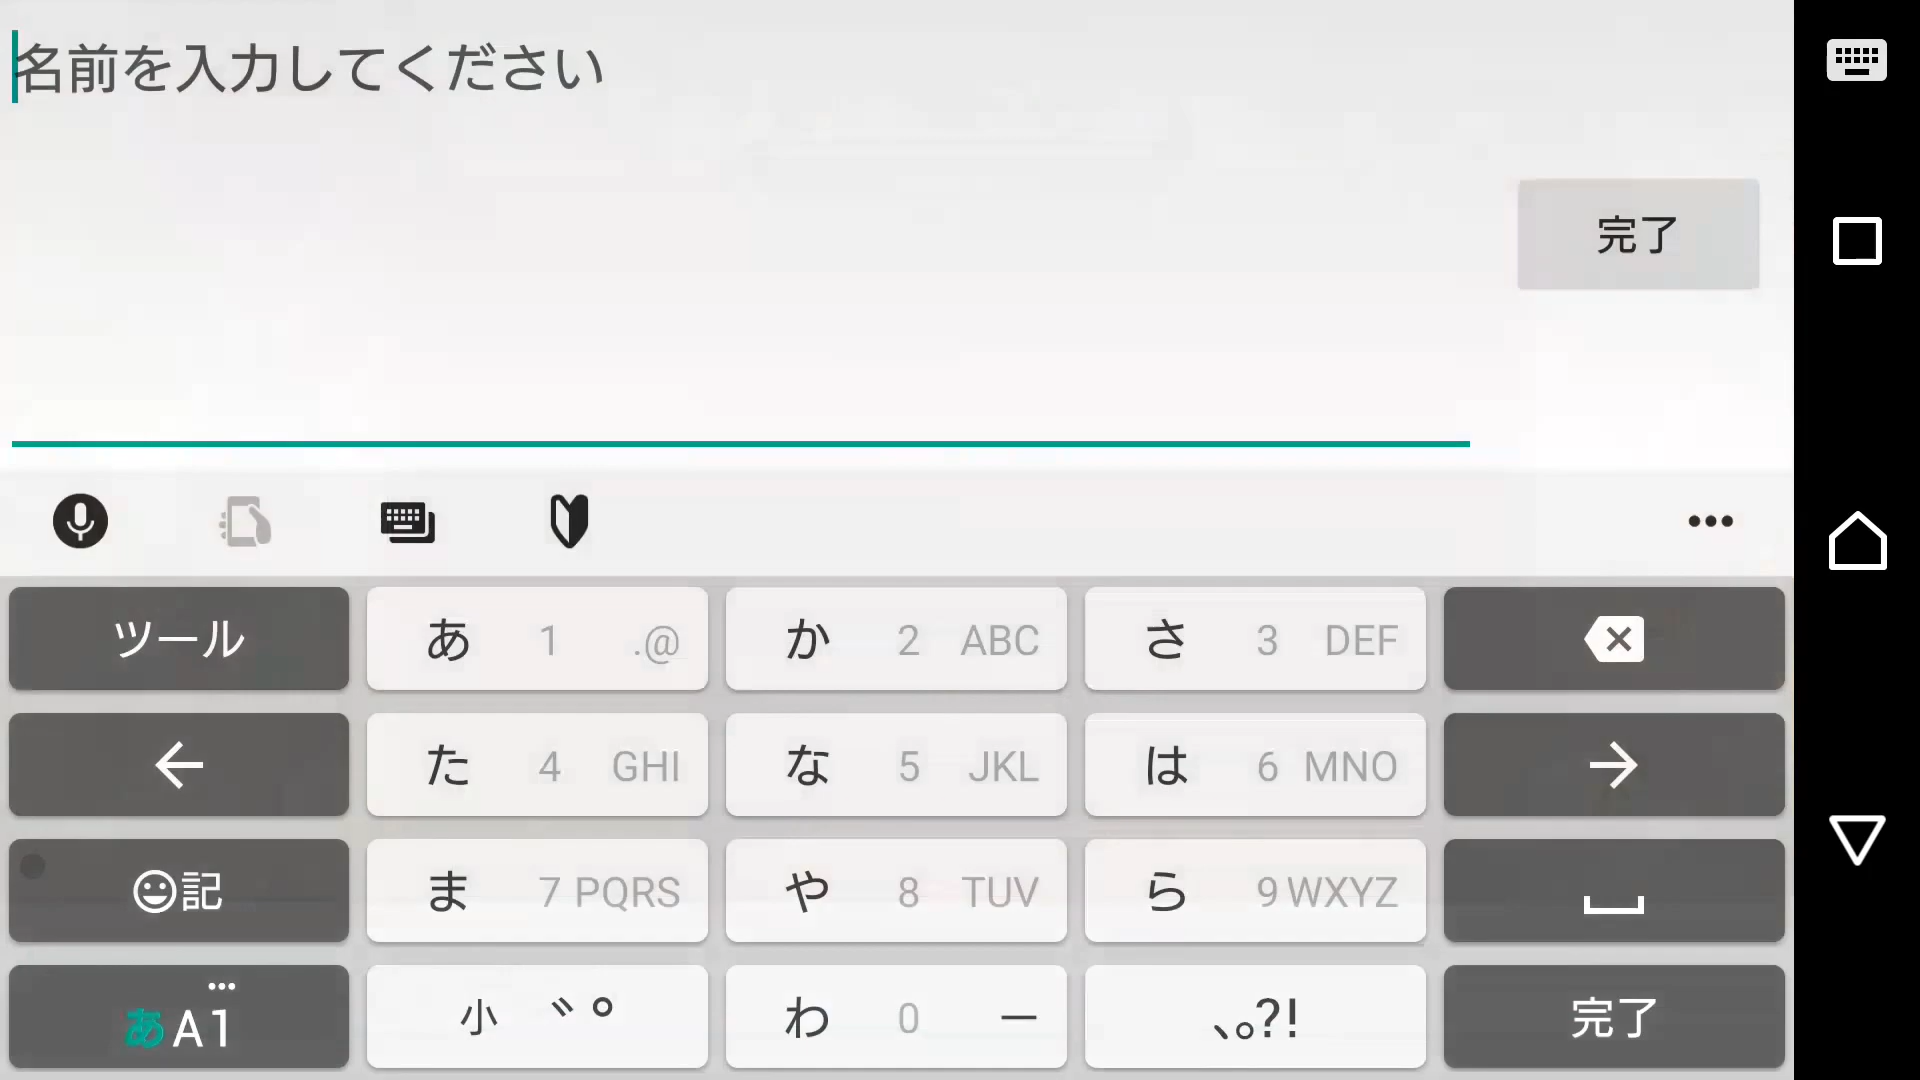 名前を入力してください
完了
ツール
あ 1 .@
か 2 ABC
さ 3 DEF
た 4 GHI
な 5 JKL
は 6 MNO
記
ま 7 PQRS
や 8 TUV
ら 9 WXYZ
あA1
小 ゛゜
わ 0 ー
、。?!
完了